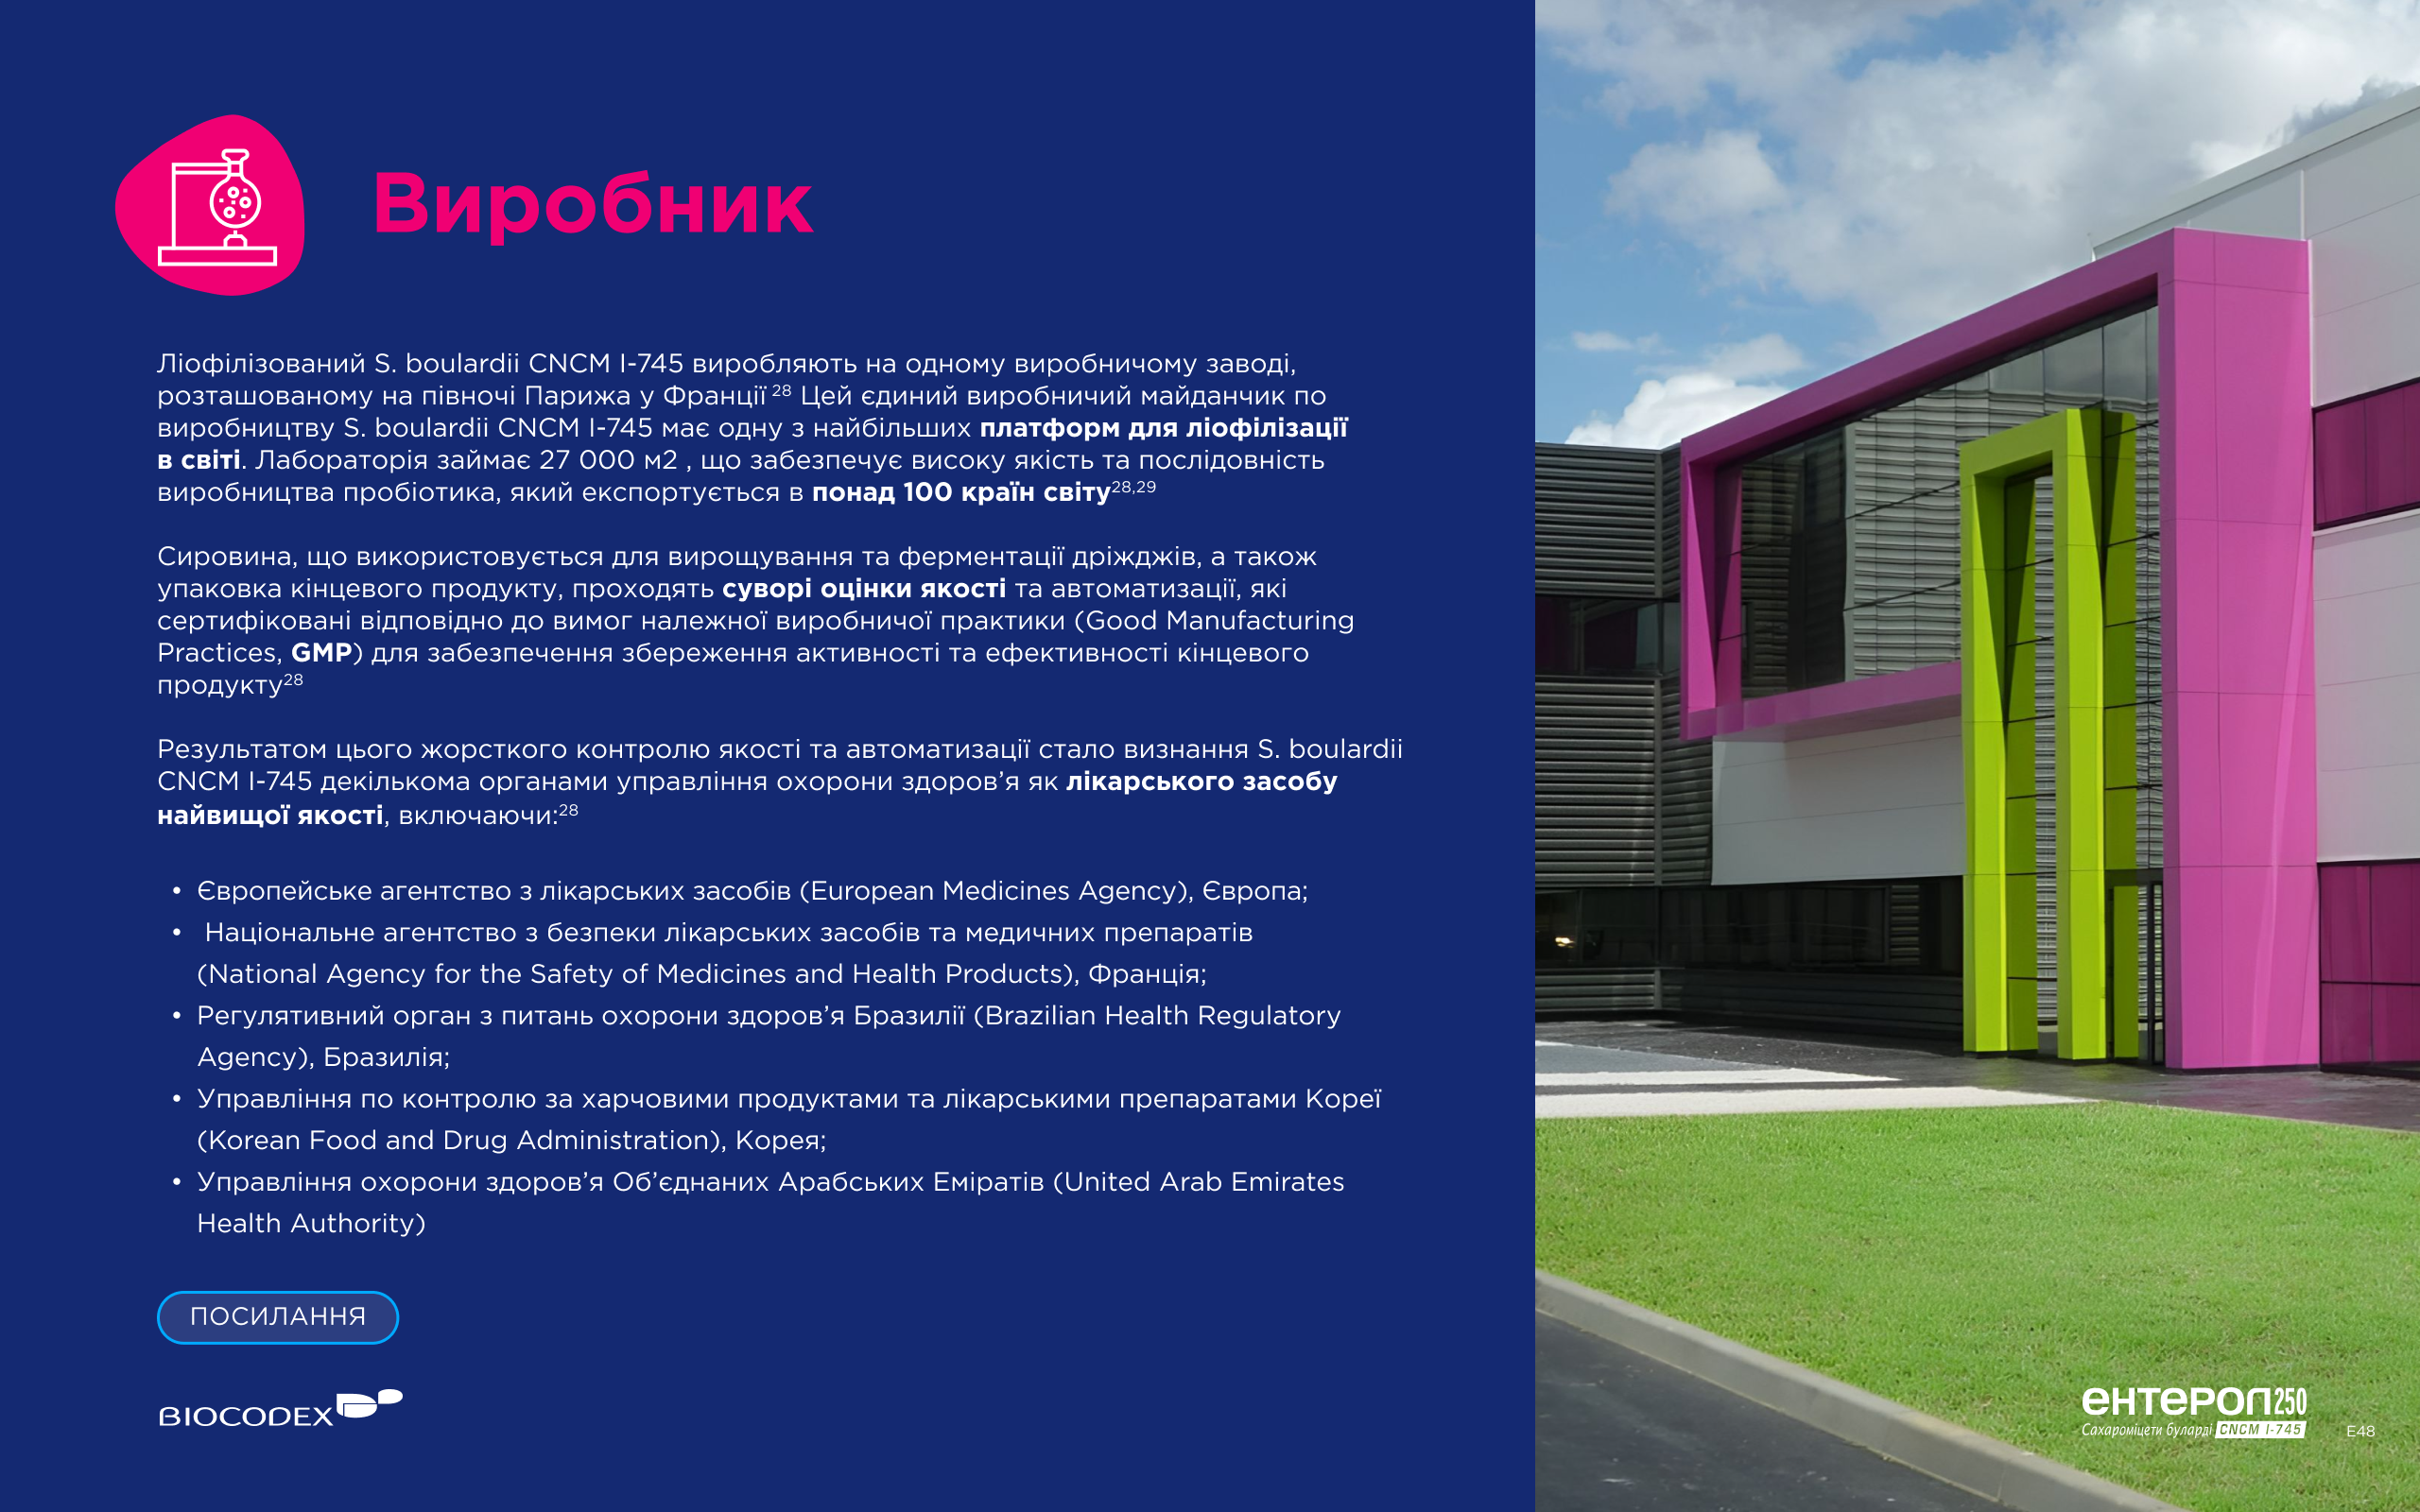 Виробник
Ліофілізований S. boulardii CNCM I-745 виробляють на одному виробничому заводі,
розташованому на півночі Парижа у Франції 28 Цей єдиний виробничий майданчик по
виробництву S. boulardii CNCM I-745 має одну з найбільших платформ для ліофілізації
в світі. Лабораторія займає 27 000 м2 , що забезпечує високу якість та послідовність
виробництва пробіотика, який експортується в понад 100 країн світу28,29
Сировина, що використовується для вирощування та ферментації дріжджів, а також
упаковка кінцевого продукту, проходять суворі оцінки якості та автоматизації, які
сертифіковані відповідно до вимог належної виробничої практики (Good Manufacturing
Practices, GMP) для забезпечення збереження активності та ефективності кінцевого
продукту28
Результатом цього жорсткого контролю якості та автоматизації стало визнання S. boulardii
CNCM I-745 декількома органами управління охорони здоров’я як лікарського засобу
найвищої якості, включаючи:28
• Європейське агентство з лікарських засобів (European Medicines Agency), Європа;
• Національне агентство з безпеки лікарських засобів та медичних препаратів
(National Agency for the Safety of Medicines and Health Products), Франція;
• Регулятивний орган з питань охорони здоров’я Бразилії (Brazilian Health Regulatory
Agency), Бразилія;
• Управління по контролю за харчовими продуктами та лікарськими препаратами Кореї
(Korean Food and Drug Administration), Корея;
• Управління охорони здоров’я Об’єднаних Арабських Еміратів (United Arab Emirates
Health Authority)
ПОСИЛАННЯ
BIOCODEX
ентерол 250
Сахароміцети буларді CNCM I-745
E48